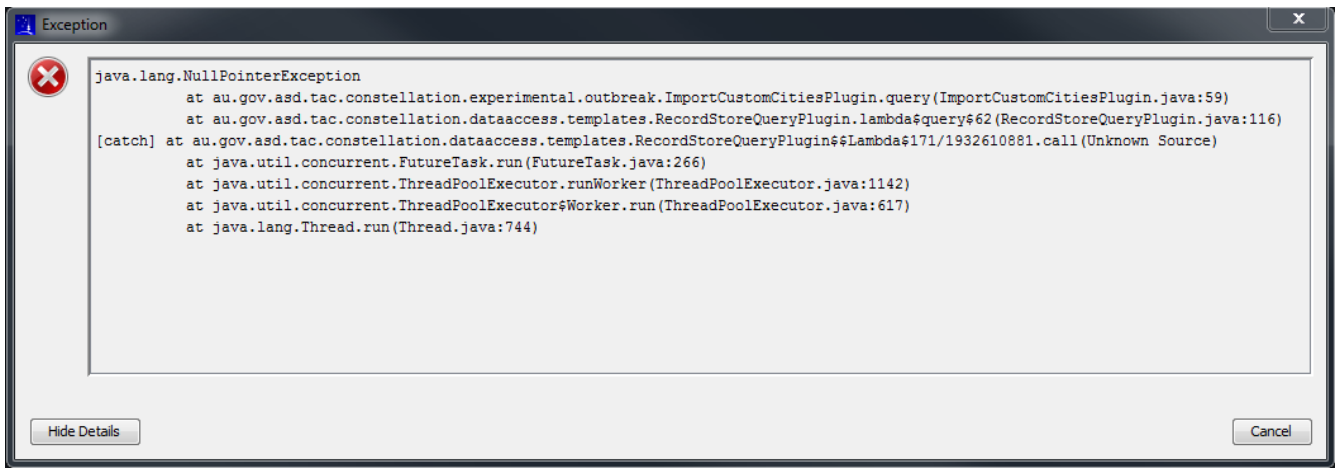 Exception
java.lang.NullPointerException
at au.gov.asd.tac.constellation.experimental.outbreak.ImportCustomCitiesPlugin.query(ImportCustomCitiesPlugin.java:59)
at au.gov.asd.tac.constellation.dataaccess.templates.RecordStoreQueryPlugin.lambda$query$62(RecordStoreQueryPlugin.java:116)
[catch] at au.gov.asd.tac.constellation.dataaccess.templates.RecordStoreQueryPlugin$$Lambda$171/1932610881.call(Unknown Source)
at java.util.concurrent.FutureTask.run(FutureTask.java:266)
at java.util.concurrent.ThreadPoolExecutor.runWorker(ThreadPoolExecutor.java:1142)
at java.util.concurrent.ThreadPoolExecutor$Worker.run(ThreadPoolExecutor.java:617)
at java.lang.Thread.run(Thread.java:744)
Hide Details
Cancel